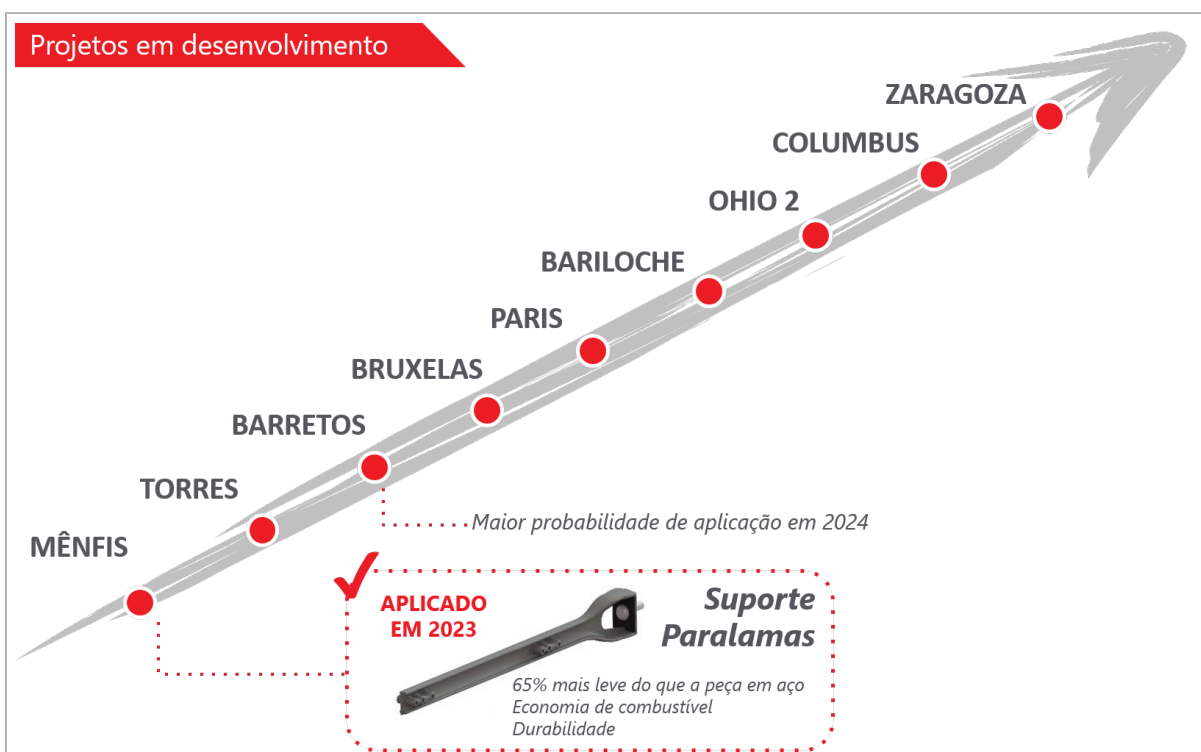 Projetos em desenvolvimento
ZARAGOZA
COLUMBUS
OHIO 2
BARILOCHE
PARIS
BRUXELAS
BARRETOS
TORRES
Maior probabilidade de aplicação em 2024
MÊNFIS
APLICADO
EM 2023
Suporte
Paralamas
65% mais leve do que a peça em aço
Economia de combustível
Durabilidade